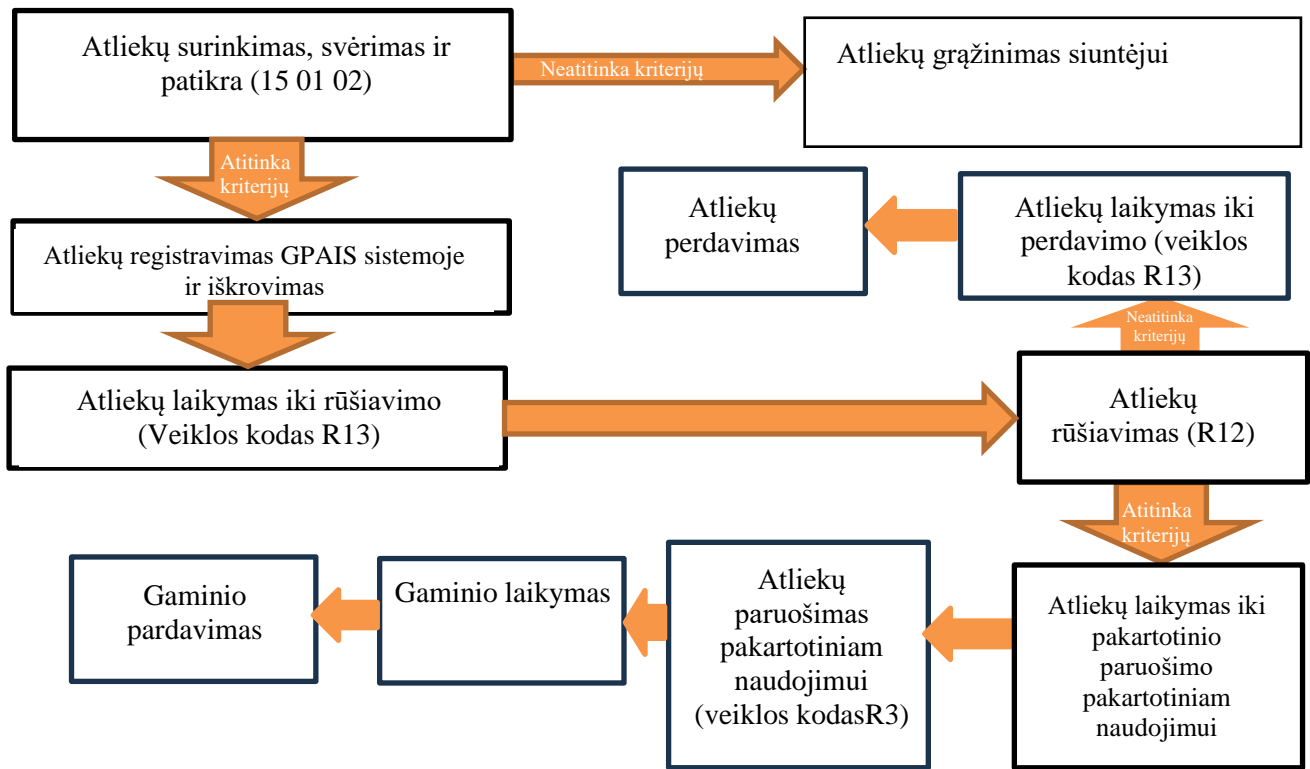 Atliekų surinkimas, svėrimas ir
patikra (15 01 02)
Neatitinka kriterijų
Atliekų grąžinimas siuntėjui
Atitinka
kriterijų
Atliekų registravimas GPAIS sistemoje
ir iškrovimas
Atliekų
perdavimas
Atliekų laikymas iki
perdavimo (veiklos
kodas R13)
Neatitinka
kriterijų
Atliekų laikymas iki rūšiavimo
(Veiklos kodas R13)
Atliekų
rūšiavimas (R12)
Atitinka
kriterijų
Gaminio
pardavimas
Gaminio laikymas
Atliekų
paruošimas
pakartotiniam
naudojimui
(veiklos kodasR3)
Atliekų laikymas iki
pakartotinio
paruošimo
pakartotiniam
naudojimui